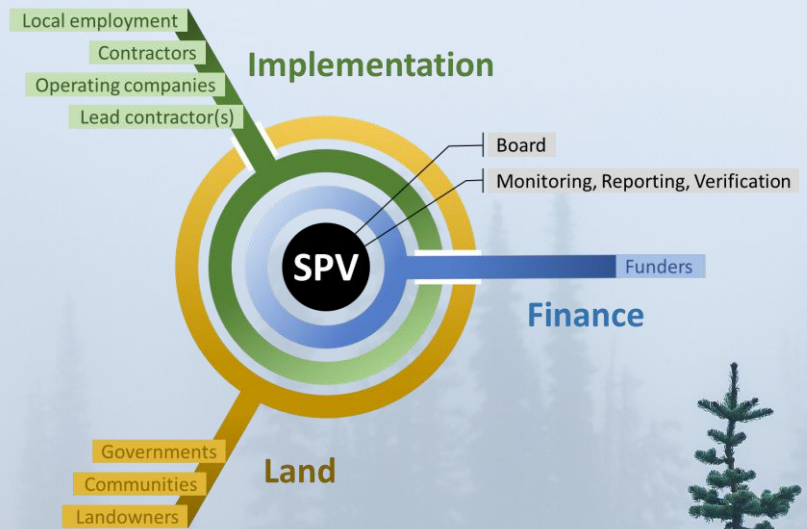 Local employment
Contractors
Operating companies
Lead contractor(s)
Implementation
Board
Monitoring, Reporting, Verification
SPV
Funders
Finance
Governments
Communities
Landowners
Land